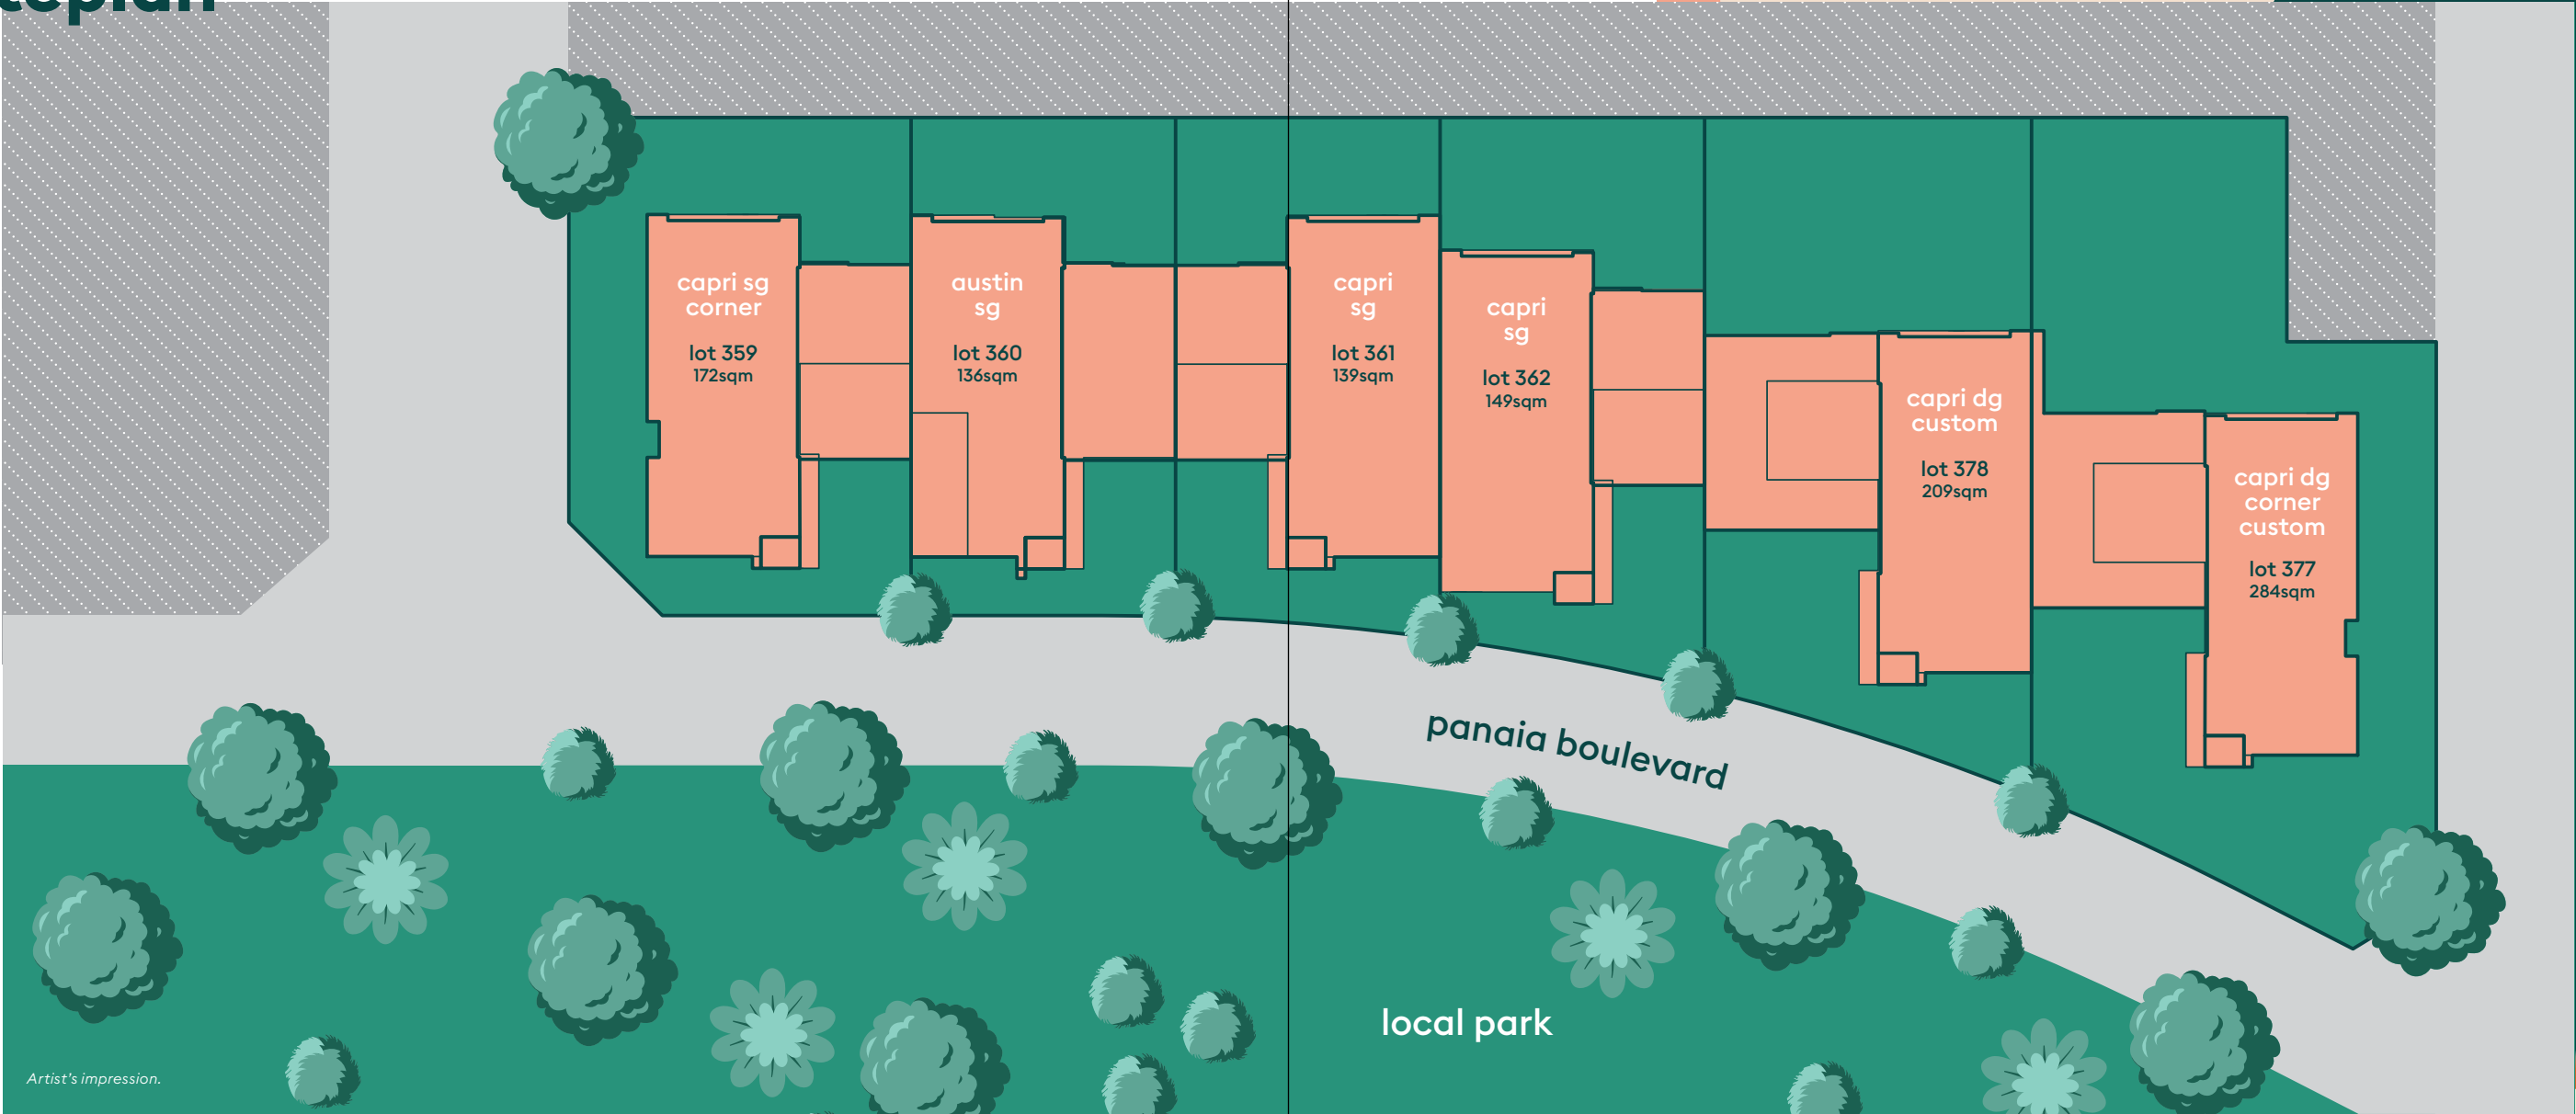 capri sg
corner
lot 359
172sqm
austin
sg
lot 360
136sqm
capri
sg
lot 361
139sqm
capri
sg
lot 362
149sqm
capri dg
custom
lot 378
209sqm
capri dg
corner
custom
lot 377
284sqm
panaia boulevard
local park
Artist's impression.